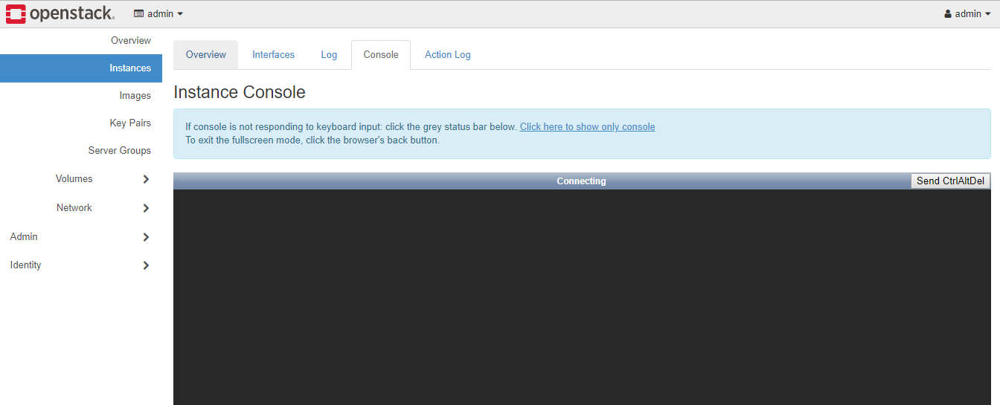 openstack. admin admin
Overview
Instances
Images
Key Pairs
Server Groups
Volumes
Network
Admin
Identity
Overview Interfaces Log Console Action Log
Instance Console
If console is not responding to keyboard input: click the grey status bar below. Click here to show only console
To exit the fullscreen mode, click the browser's back button.
Connecting Send CtrlAltDel